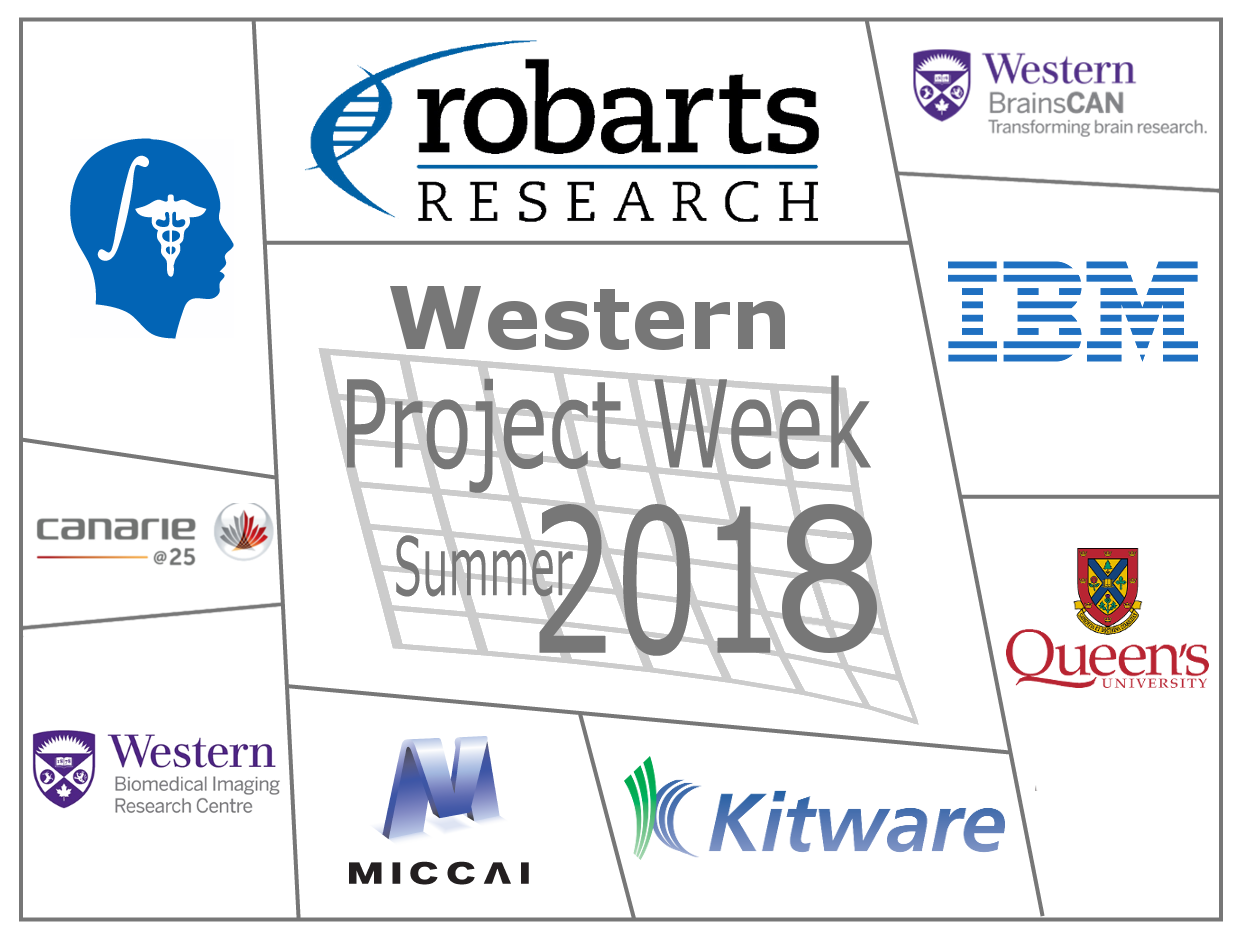 robarts
RESEARCH
Western
BrainsCAN
Transforming brain research.
IBM
Western
Project Week
Summer 2018
canarie
@25
Queen's
UNIVERSITY
Western
Biomedical Imaging
Research Centre
MICCAI
Kitware